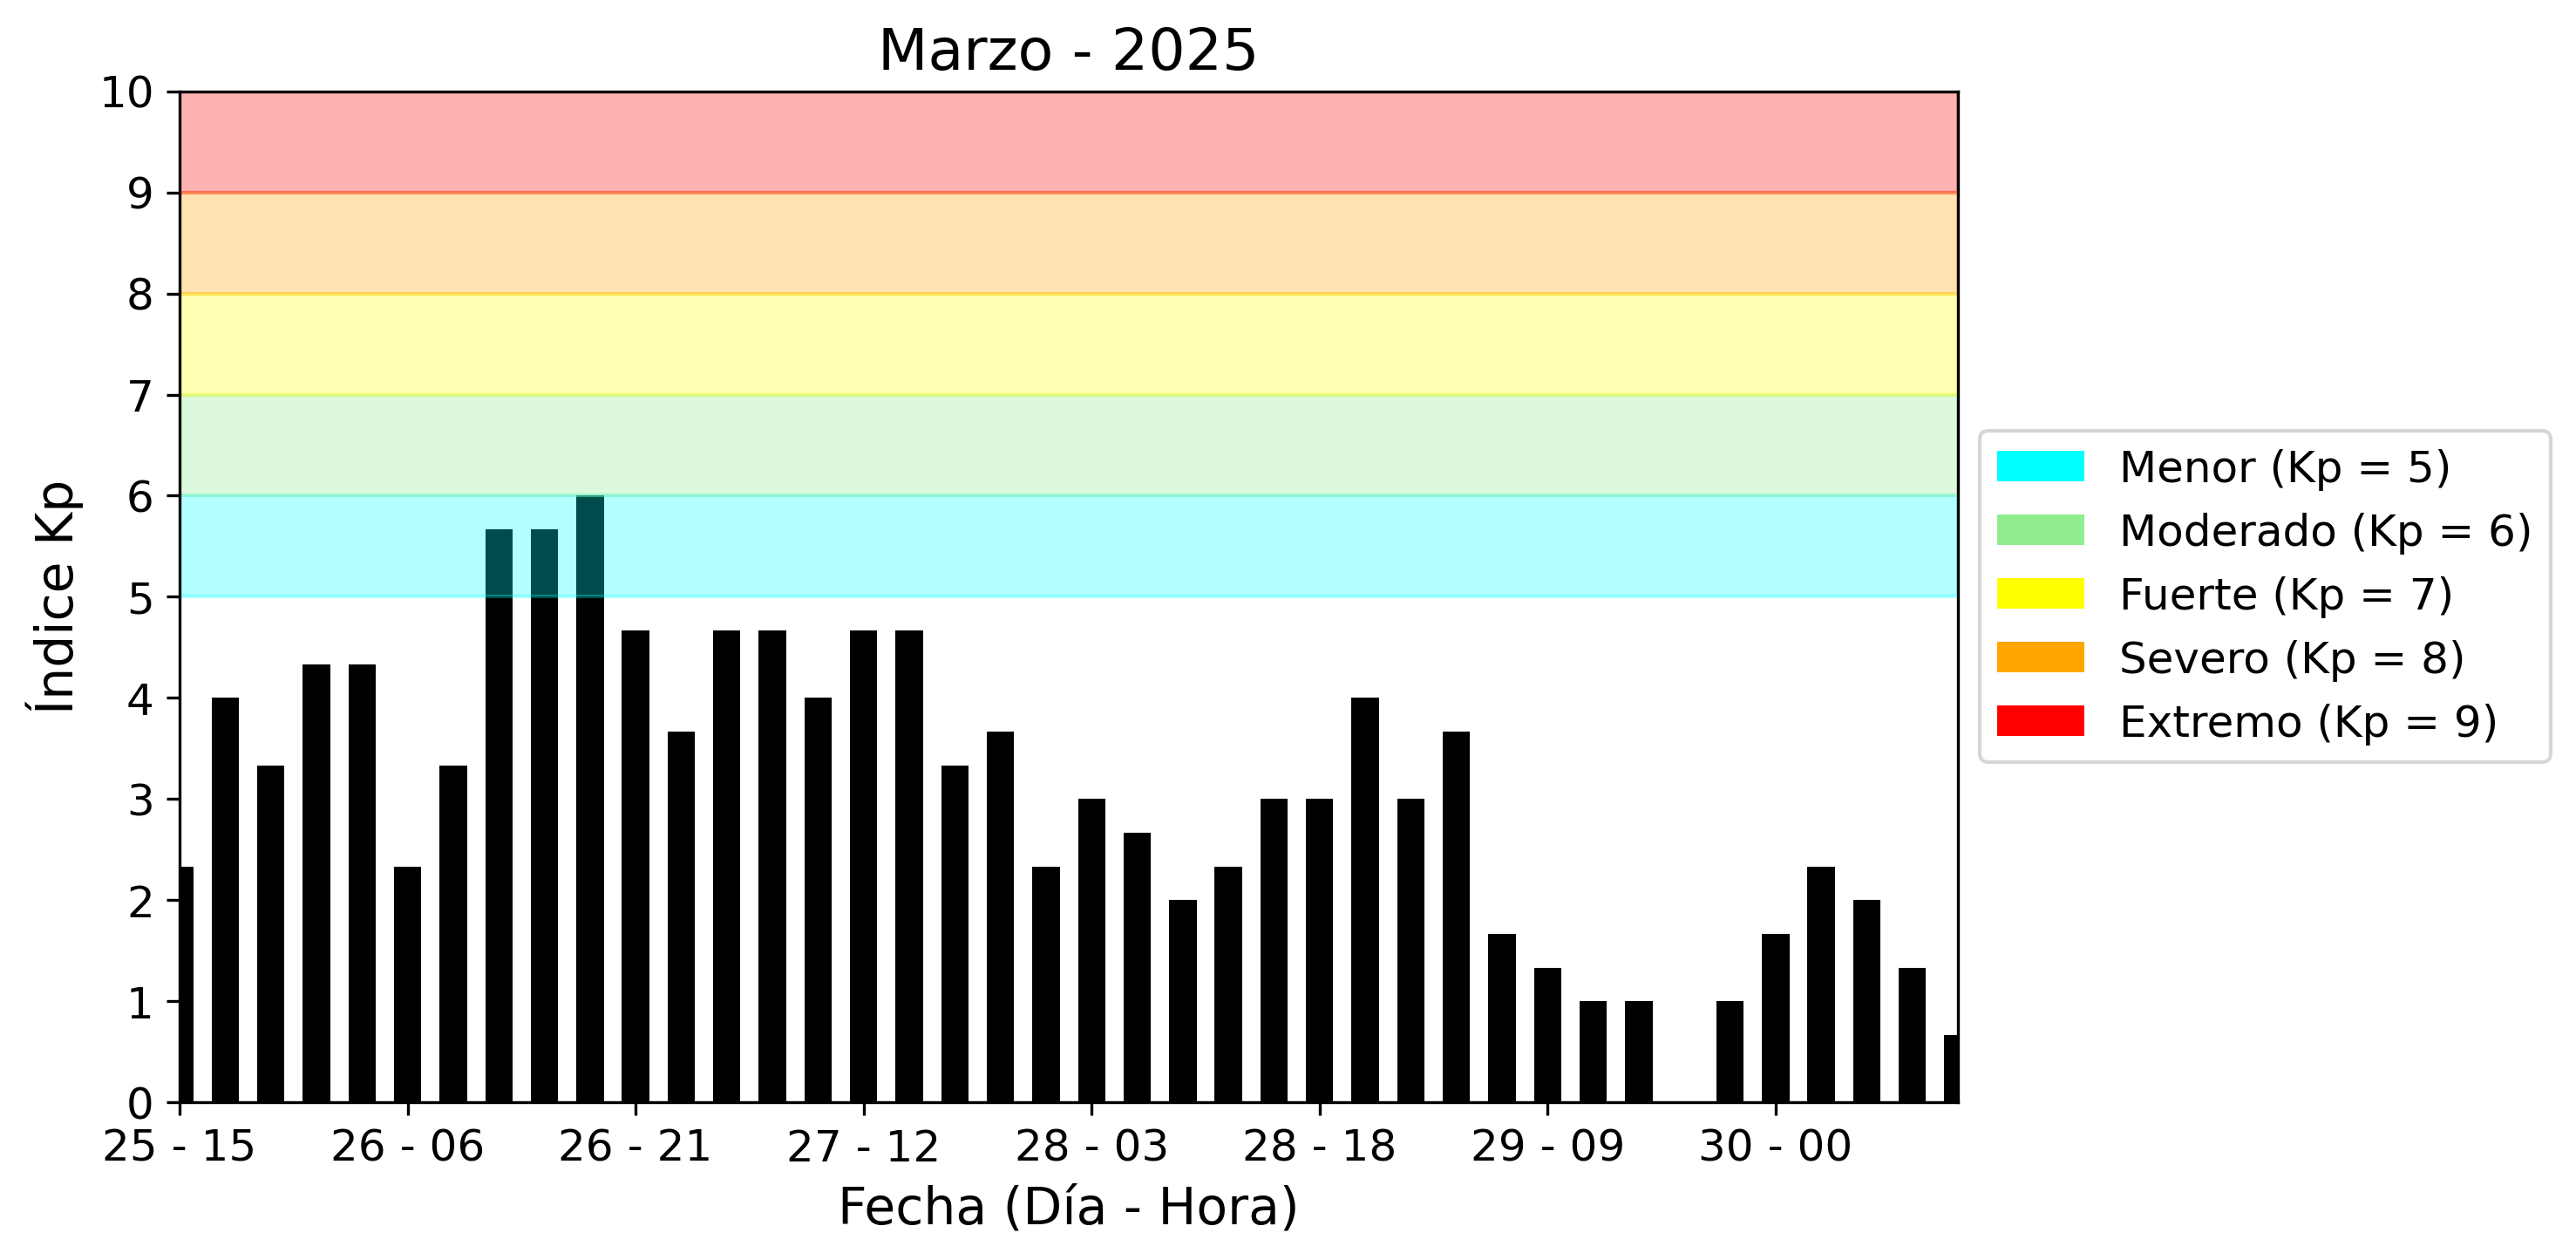 Marzo - 2025
Índice Kp
10
9
8
7
6
5
4
3
2
1
0
25 - 15
26 - 06
26 - 21
27 - 12
28 - 03
28 - 18
29 - 09
30 - 00
Fecha (Día - Hora)
Menor (Kp = 5)
Moderado (Kp = 6)
Fuerte (Kp = 7)
Severo (Kp = 8)
Extremo (Kp = 9)